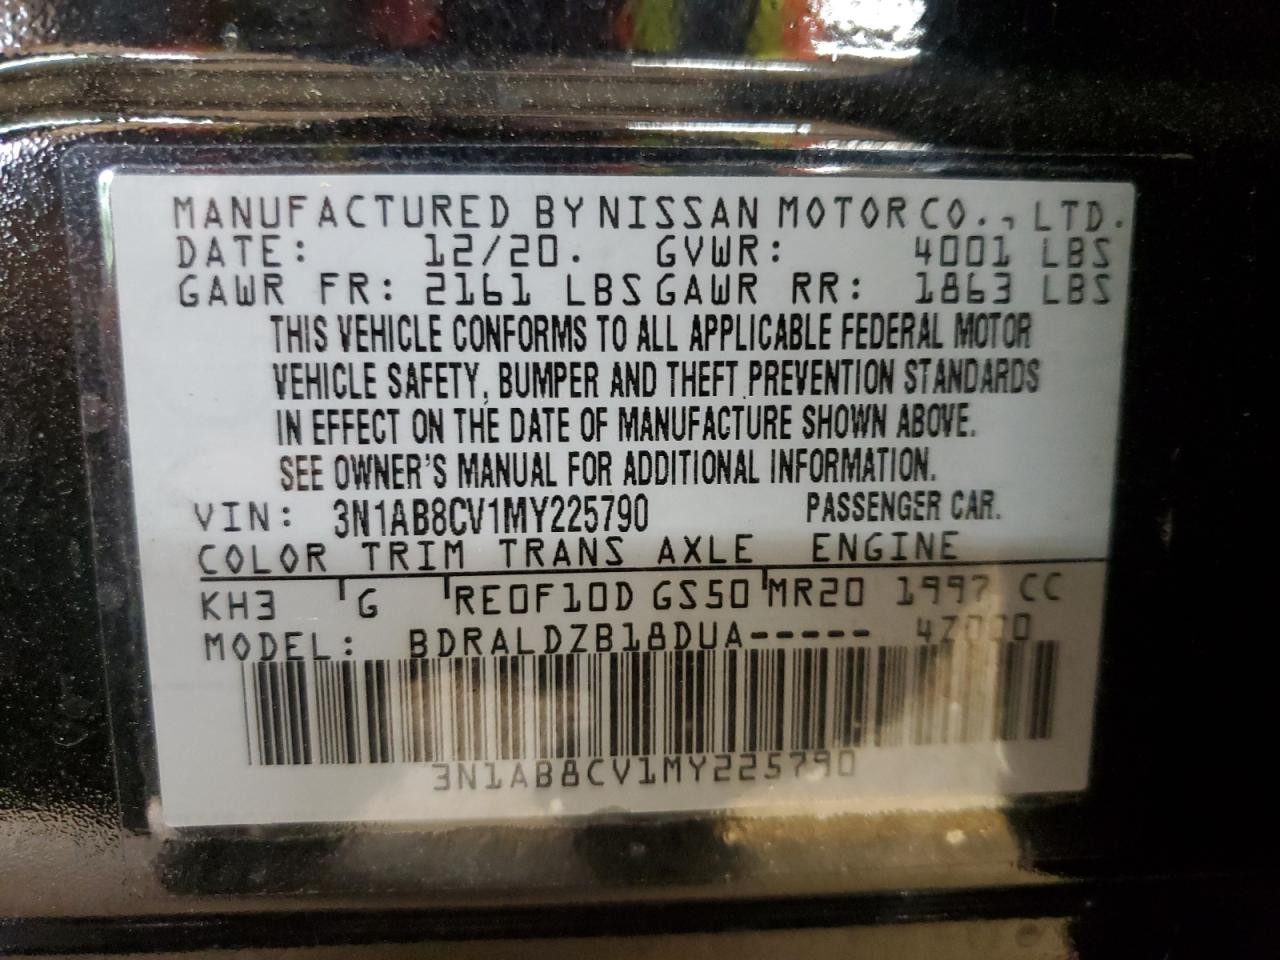 MANUFACTURED BY NISSAN MOTOR CO., LTD.
DATE: 12/20. GVWR: 4001 LBS
GAWR FR: 2161 LBS GAWR RR: 1863 LBS
THIS VEHICLE CONFORMS TO ALL APPLICABLE FEDERAL MOTOR
VEHICLE SAFETY, BUMPER AND THEFT PREVENTION STANDARDS
IN EFFECT ON THE DATE OF MANUFACTURE SHOWN ABOVE.
SEE OWNER'S MANUAL FOR ADDITIONAL INFORMATION.
VIN: 3N1AB8CV1MY225790 PASSENGER CAR.
COLOR TRIM TRANS AXLE ENGINE
KH3 G RE0F10D GS50 MR20 1997 CC
MODEL: BDRALDZB18DUA----- 4Z000
3N1AB8CV1MY225790